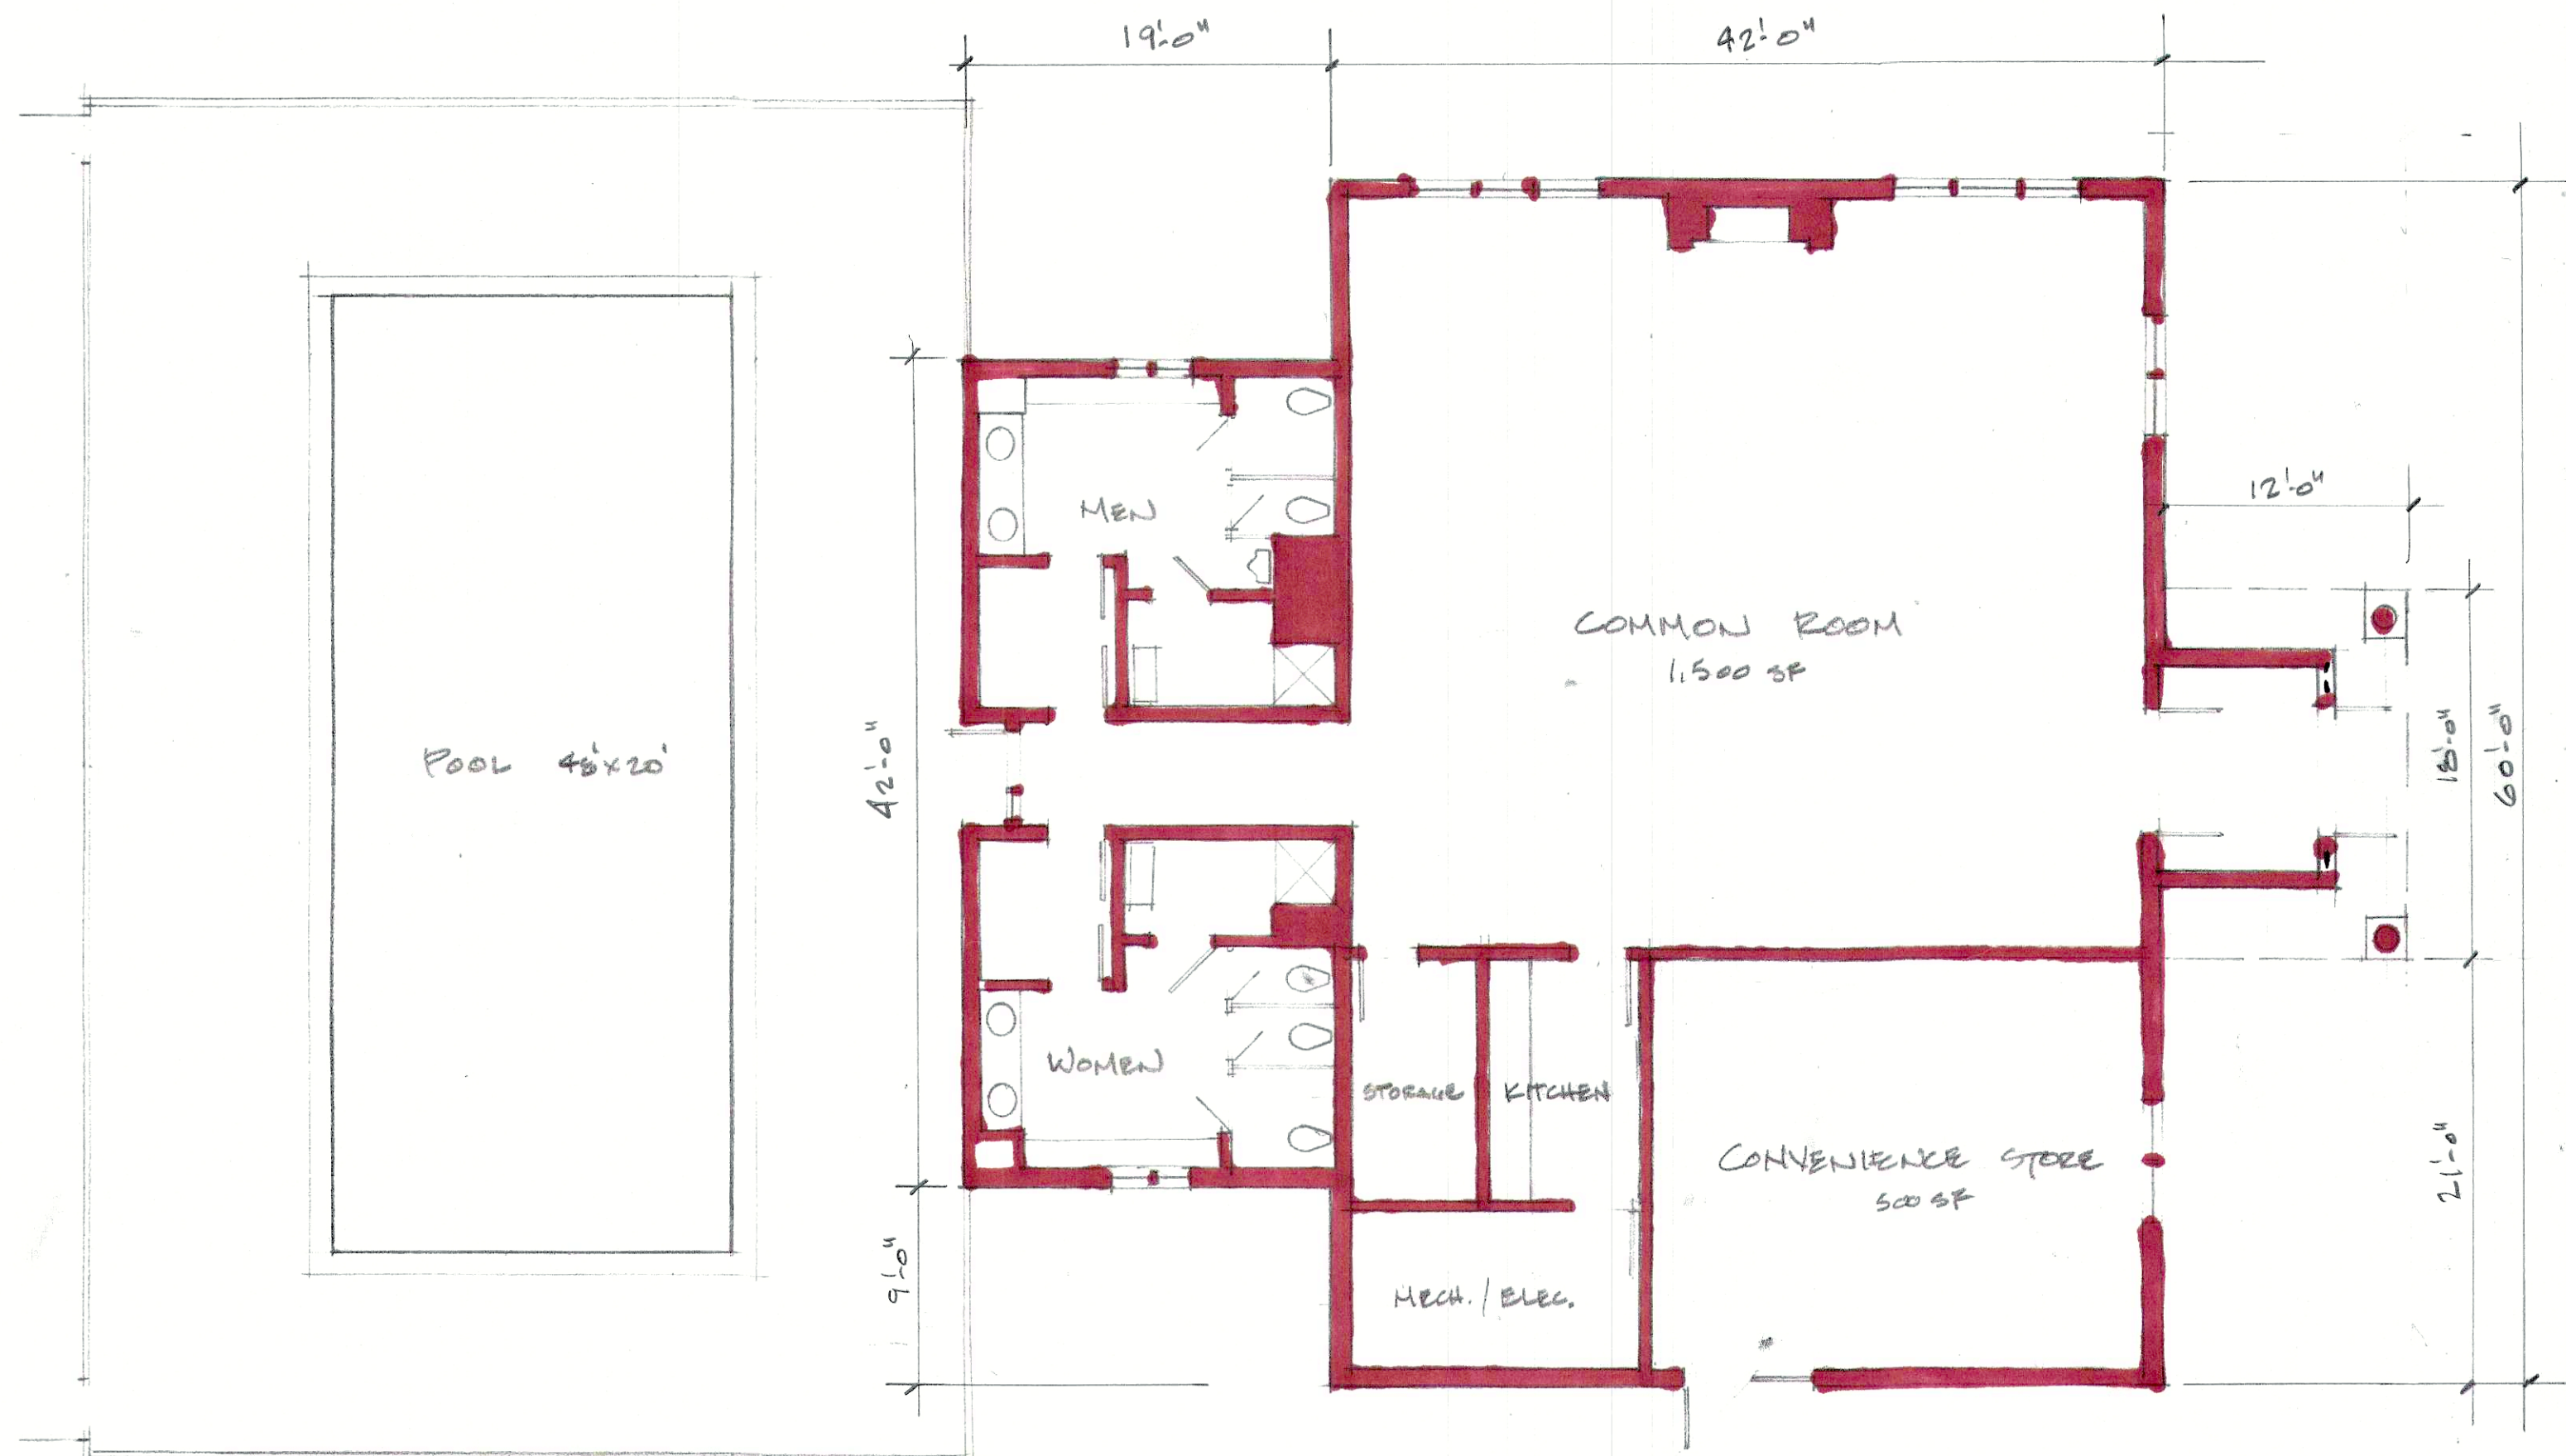 19'-0"
42'-0"
12'-0"
MEN
COMMON ROOM
1,500 SF
POOL 48'x20'
42'-0"
18'-0"
60'-0"
WOMEN
STORAGE
KITCHEN
CONVENIENCE STORE
500 SF
21'-0"
9'-0"
MECH. / ELEC.